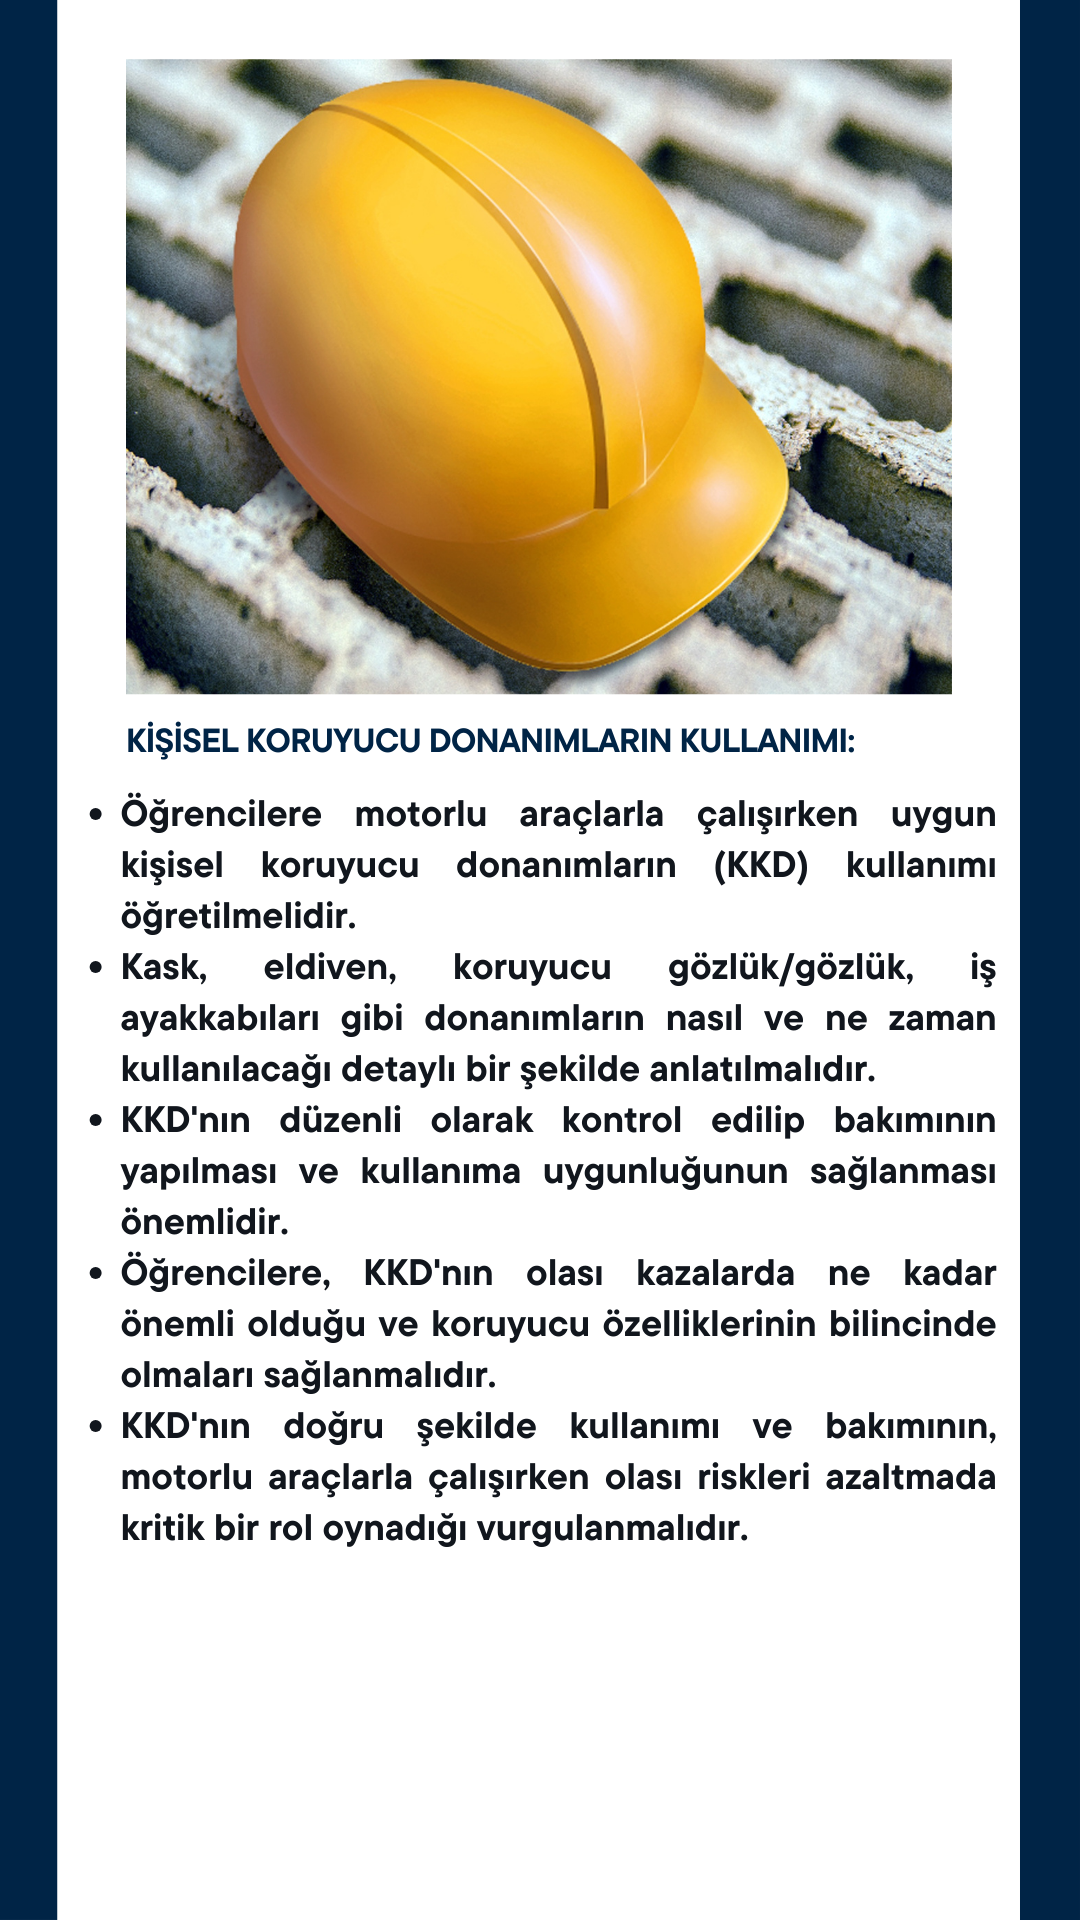 KİŞİSEL KORUYUCU DONANIMLARIN KULLANIMI:
• Öğrencilere motorlu araçlarla çalışırken uygun
kişisel koruyucu donanımların (KKD) kullanımı
öğretilmelidir.
• Kask, eldiven, koruyucu gözlük/gözlük, iş
ayakkabıları gibi donanımların nasıl ve ne zaman
kullanılacağı detaylı bir şekilde anlatılmalıdır.
• KKD'nın düzenli olarak kontrol edilip bakımının
yapılması ve kullanıma uygunluğunun sağlanması
önemlidir.
• Öğrencilere, KKD'nın olası kazalarda ne kadar
önemli olduğu ve koruyucu özelliklerinin bilincinde
olmaları sağlanmalıdır.
• KKD'nın doğru şekilde kullanımı ve bakımının,
motorlu araçlarla çalışırken olası riskleri azaltmada
kritik bir rol oynadığı vurgulanmalıdır.